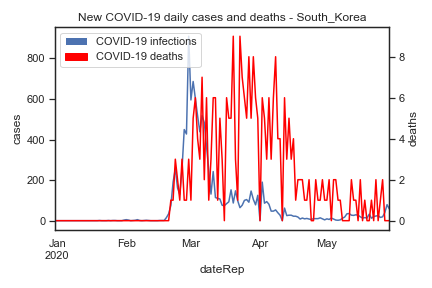 New COVID-19 daily cases and deaths - South_Korea
COVID-19 infections
COVID-19 deaths
800
600
400
200
0
cases
8
6
4
2
0
deaths
Jan
2020
Feb
Mar
Apr
May
dateRep